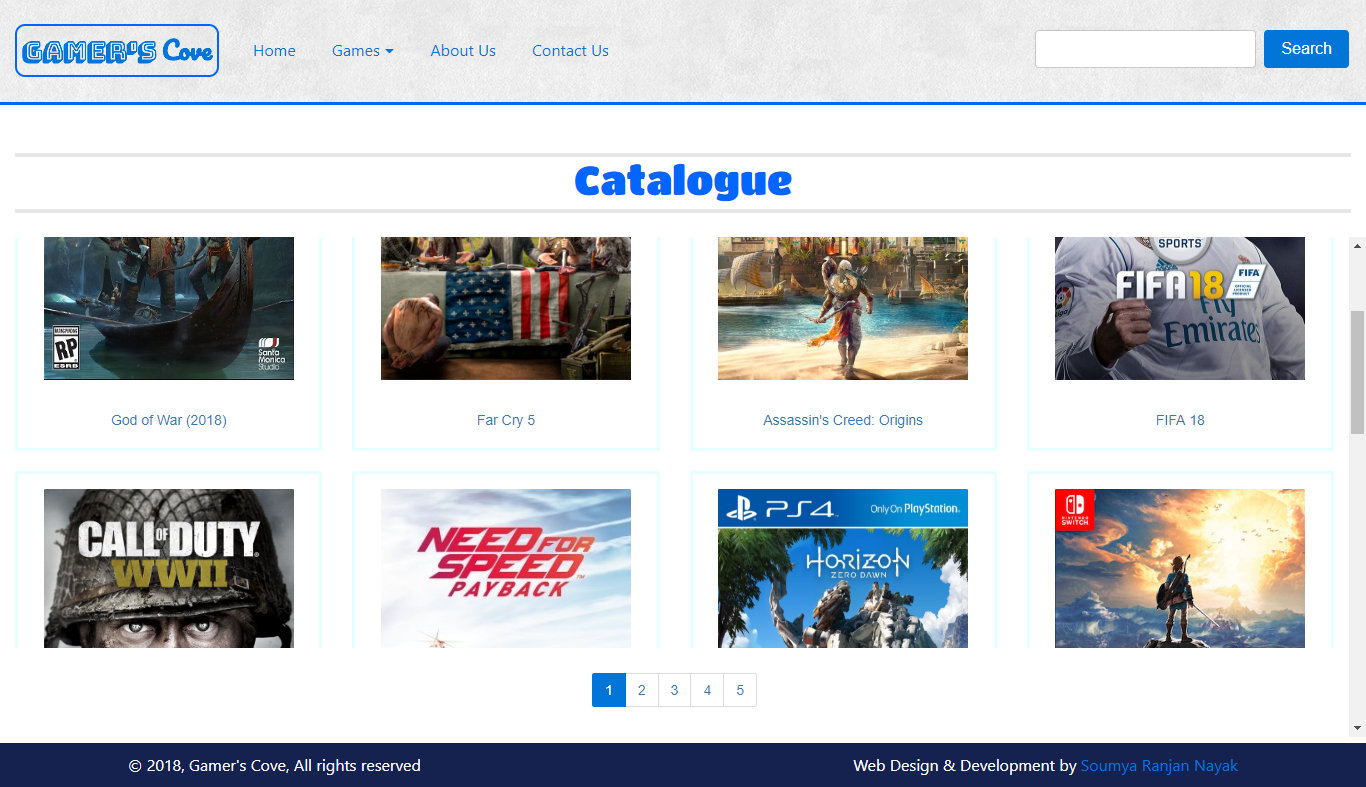 GAMER'S Cove
Home
Games
About Us
Contact Us
Search
Catalogue
RP
ESRB
Santa
Monica
Studio
SPORTS
FIFA18
FIFA
OFFICIAL
LICENSED
PRODUCT
Fly
Emirates
God of War (2018)
Far Cry 5
Assassin's Creed: Origins
FIFA 18
CALL OF DUTY
WWII
NEED FOR
SPEED
PAYBACK
PS4
Only On PlayStation.
HORIZON
ZERO DAWN
NINTENDO
SWITCH
1
2
3
4
5
© 2018, Gamer's Cove, All rights reserved
Web Design & Development by Soumya Ranjan Nayak